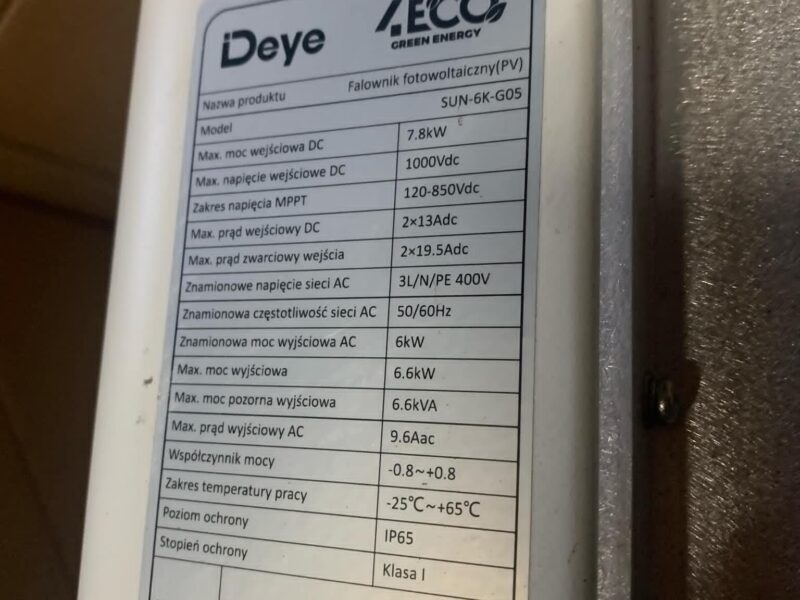 Deye 4ECO
GREEN ENERGY
Nazwa produktu Falownik fotowoltaiczny(PV)
Model SUN-6K-G05
Max. moc wejściowa DC 7.8kW
Max. napięcie wejściowe DC 1000Vdc
Zakres napięcia MPPT 120-850Vdc
Max. prąd wejściowy DC 2×13Adc
Max. prąd zwarciowy wejścia 2×19.5Adc
Znamionowe napięcie sieci AC 3L/N/PE 400V
Znamionowa częstotliwość sieci AC 50/60Hz
Znamionowa moc wyjściowa AC 6kW
Max. moc wyjściowa 6.6kW
Max. moc pozorna wyjściowa 6.6kVA
Max. prąd wyjściowy AC 9.6Aac
Współczynnik mocy -0.8~+0.8
Zakres temperatury pracy -25℃~+65℃
Poziom ochrony IP65
Stopień ochrony Klasa I